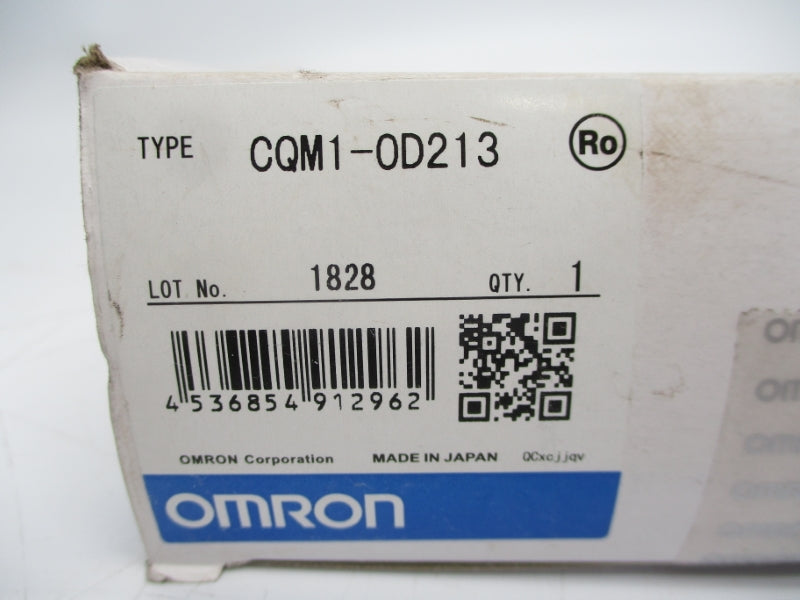 TYPE CQM1-OD213 Ro
LOT No. 1828 QTY. 1
4 536854 912962
OMRON Corporation MADE IN JAPAN QCxcjjqv
OMRON